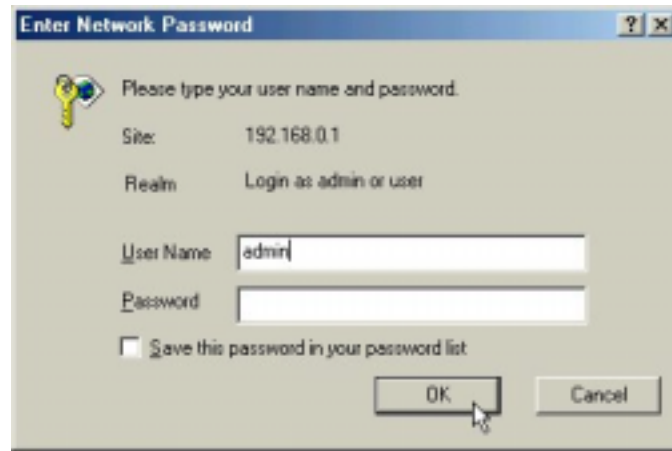 Enter Network Password
Please type your user name and password.
Site: 192.168.0.1
Realm Login as admin or user
User Name admin
Password
Save this password in your password list
OK Cancel